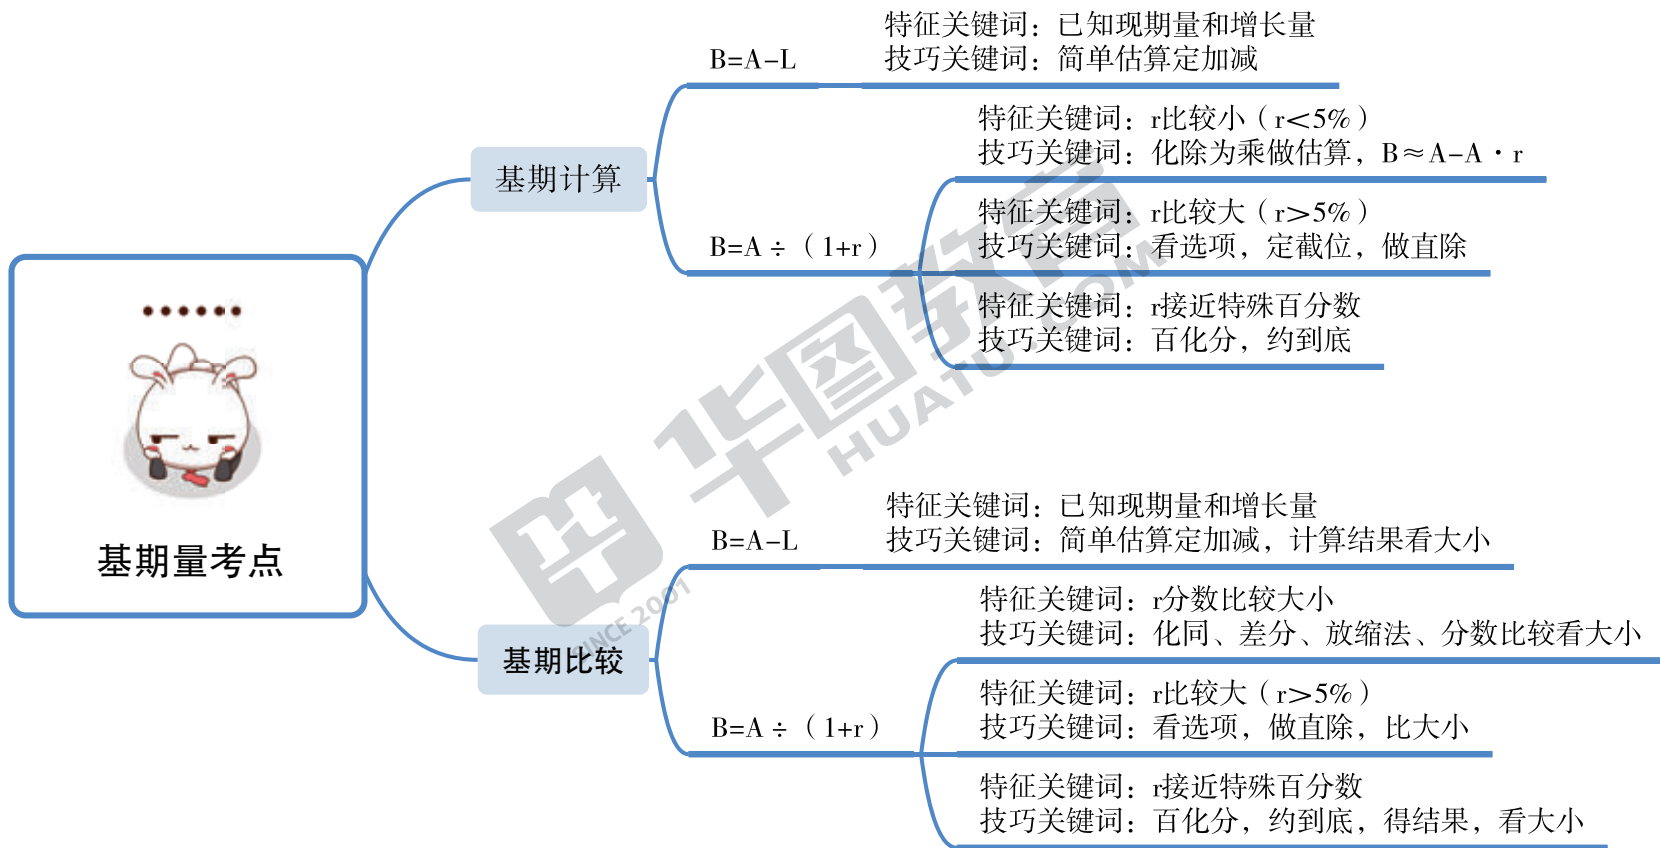 基期量考点
基期计算
B=A-L
特征关键词：已知现期量和增长量
技巧关键词：简单估算定加减
B=A÷（1+r）
特征关键词：r比较小（r<5%）
技巧关键词：化除为乘做估算，B≈A-A·r
特征关键词：r比较大（r>5%）
技巧关键词：看选项，定截位，做直除
特征关键词：r接近特殊百分数
技巧关键词：百化分，约到底
基期比较
B=A-L
特征关键词：已知现期量和增长量
技巧关键词：简单估算定加减，计算结果看大小
B=A÷（1+r）
特征关键词：r分数比较大小
技巧关键词：化同、差分、放缩法、分数比较看大小
特征关键词：r比较大（r>5%）
技巧关键词：看选项，做直除，比大小
特征关键词：r接近特殊百分数
技巧关键词：百化分，约到底，得结果，看大小
华图教育
HUATU.COM
SINCE 2001